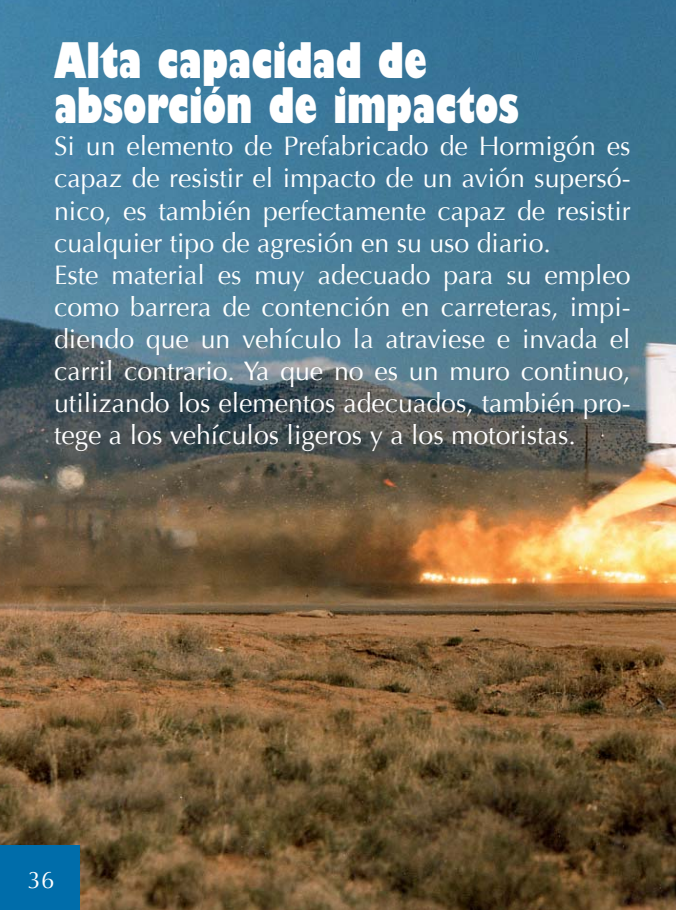 Alta capacidad de
absorción de impactos
Si un elemento de Prefabricado de Hormigón es
capaz de resistir el impacto de un avión supersó-
nico, es también perfectamente capaz de resistir
cualquier tipo de agresión en su uso diario.
Este material es muy adecuado para su empleo
como barrera de contención en carreteras, impi-
diendo que un vehículo la atraviese e invada el
carril contrario. Ya que no es un muro continuo,
utilizando los elementos adecuados, también pro-
tege a los vehículos ligeros y a los motoristas.
36